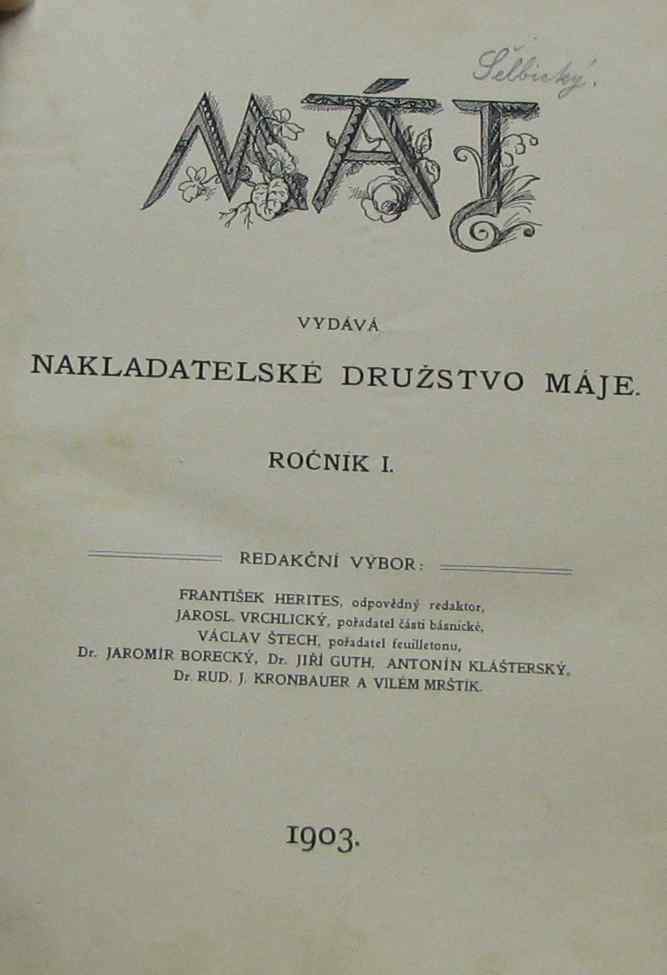 Šelbický.
MÁJ
VYDÁVÁ
NAKLADATELSKÉ DRUŽSTVO MÁJE.
ROČNÍK I.
REDAKČNÍ VÝBOR:
FRANTIŠEK HERITES, odpovědný redaktor,
JAROSL. VRCHLICKÝ, pořadatel části básnické,
VÁCLAV ŠTECH, pořadatel feuilletonu,
Dr. JAROMÍR BORECKÝ, Dr. JIŘÍ GUTH, ANTONÍN KLÁŠTERSKÝ,
Dr. RUD. J. KRONBAUER A VILÉM MRŠTÍK.
1903.